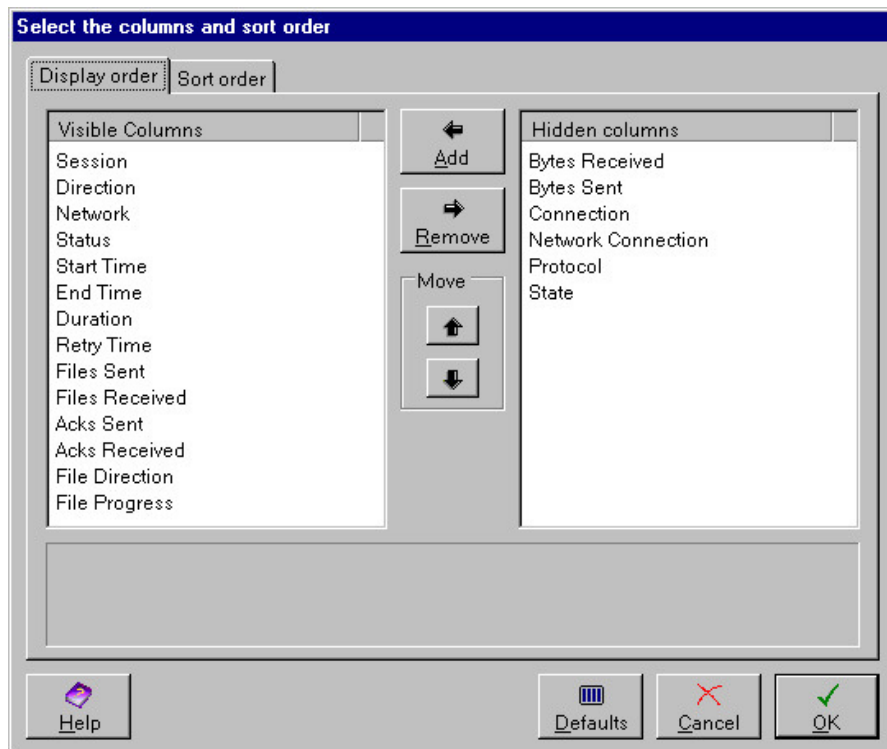 Select the columns and sort order
Display order
Sort order
Visible Columns
Session
Direction
Network
Status
Start Time
End Time
Duration
Retry Time
Files Sent
Files Received
Acks Sent
Acks Received
File Direction
File Progress
Add
Remove
Move
Hidden columns
Bytes Received
Bytes Sent
Connection
Network Connection
Protocol
State
Help
Defaults
Cancel
OK